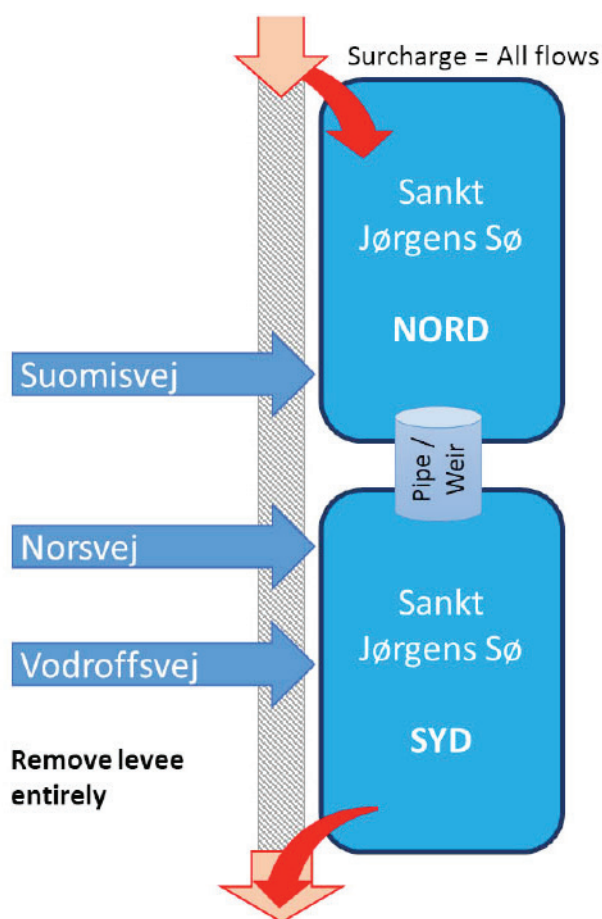 Surcharge = All flows
Sankt
Jørgens Sø
NORD
Suomisvej
Pipe /
Weir
Norsvej
Sankt
Jørgens Sø
Vodroffsvej
SYD
Remove levee
entirely